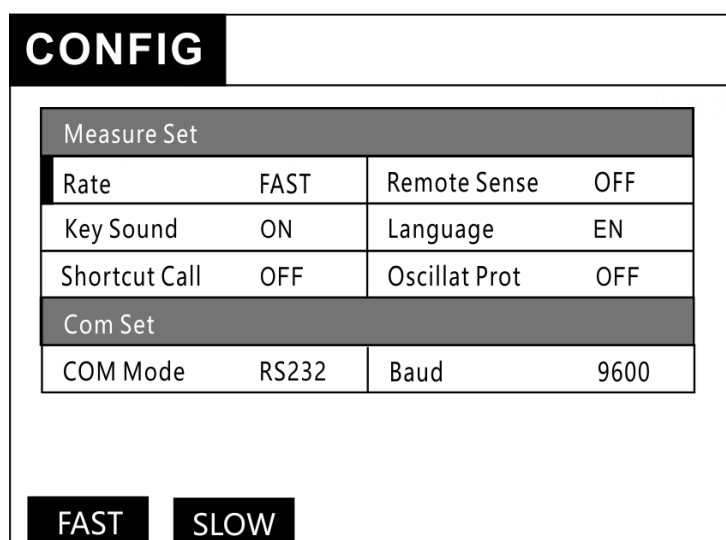 CONFIG
Measure Set
Rate FAST Remote Sense OFF
Key Sound ON Language EN
Shortcut Call OFF Oscillat Prot OFF
Com Set
COM Mode RS232 Baud 9600
FAST SLOW